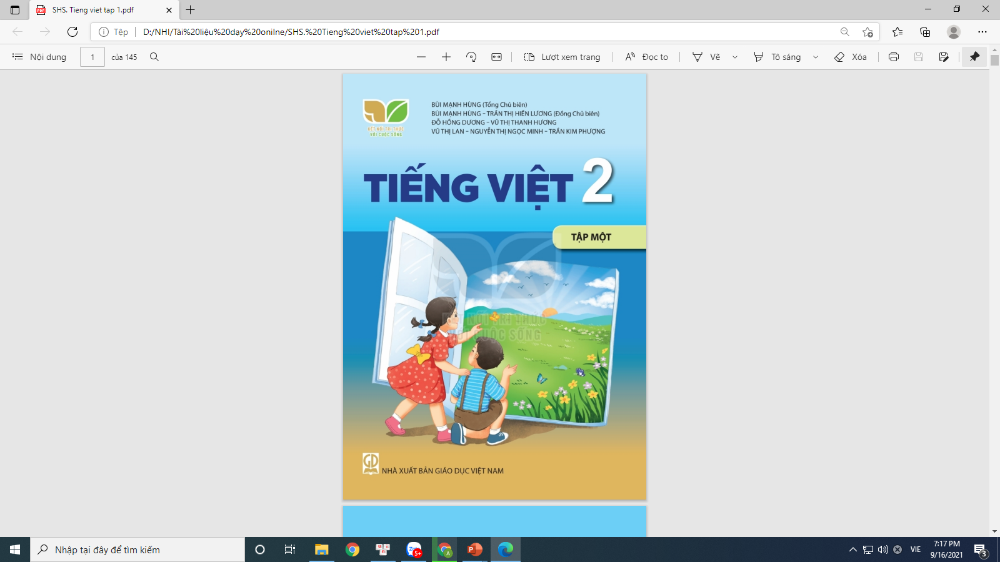 SHS. Tieng viet tap 1.pdf
Tệp
D:/NHI/Tài%20liệu%20dạy%20onilne/SHS.%20Tieng%20viet%20tap%201.pdf
Nội dung
1
của 145
Lượt xem trang
Đọc to
Vẽ
Tô sáng
Xóa
BÙI MẠNH HÙNG (Tổng Chủ biên)
BÙI MẠNH HÙNG – TRẦN THỊ HIỀN LƯƠNG (Đồng Chủ biên)
ĐỖ HỒNG DƯƠNG – VŨ THỊ THANH HƯƠNG
VŨ THỊ LAN – NGUYỄN THỊ NGỌC MINH – TRẦN KIM PHƯỢNG
KẾT NỐI TRI THỨC
VỚI CUỘC SỐNG
TIẾNG VIỆT 2
TẬP MỘT
KẾT NỐI TRI THỨC
VỚI CUỘC SỐNG
GD
NHÀ XUẤT BẢN GIÁO DỤC VIỆT NAM
Nhập tại đây để tìm kiếm
5+
A
VIE
7:17 PM
9/16/2021
3